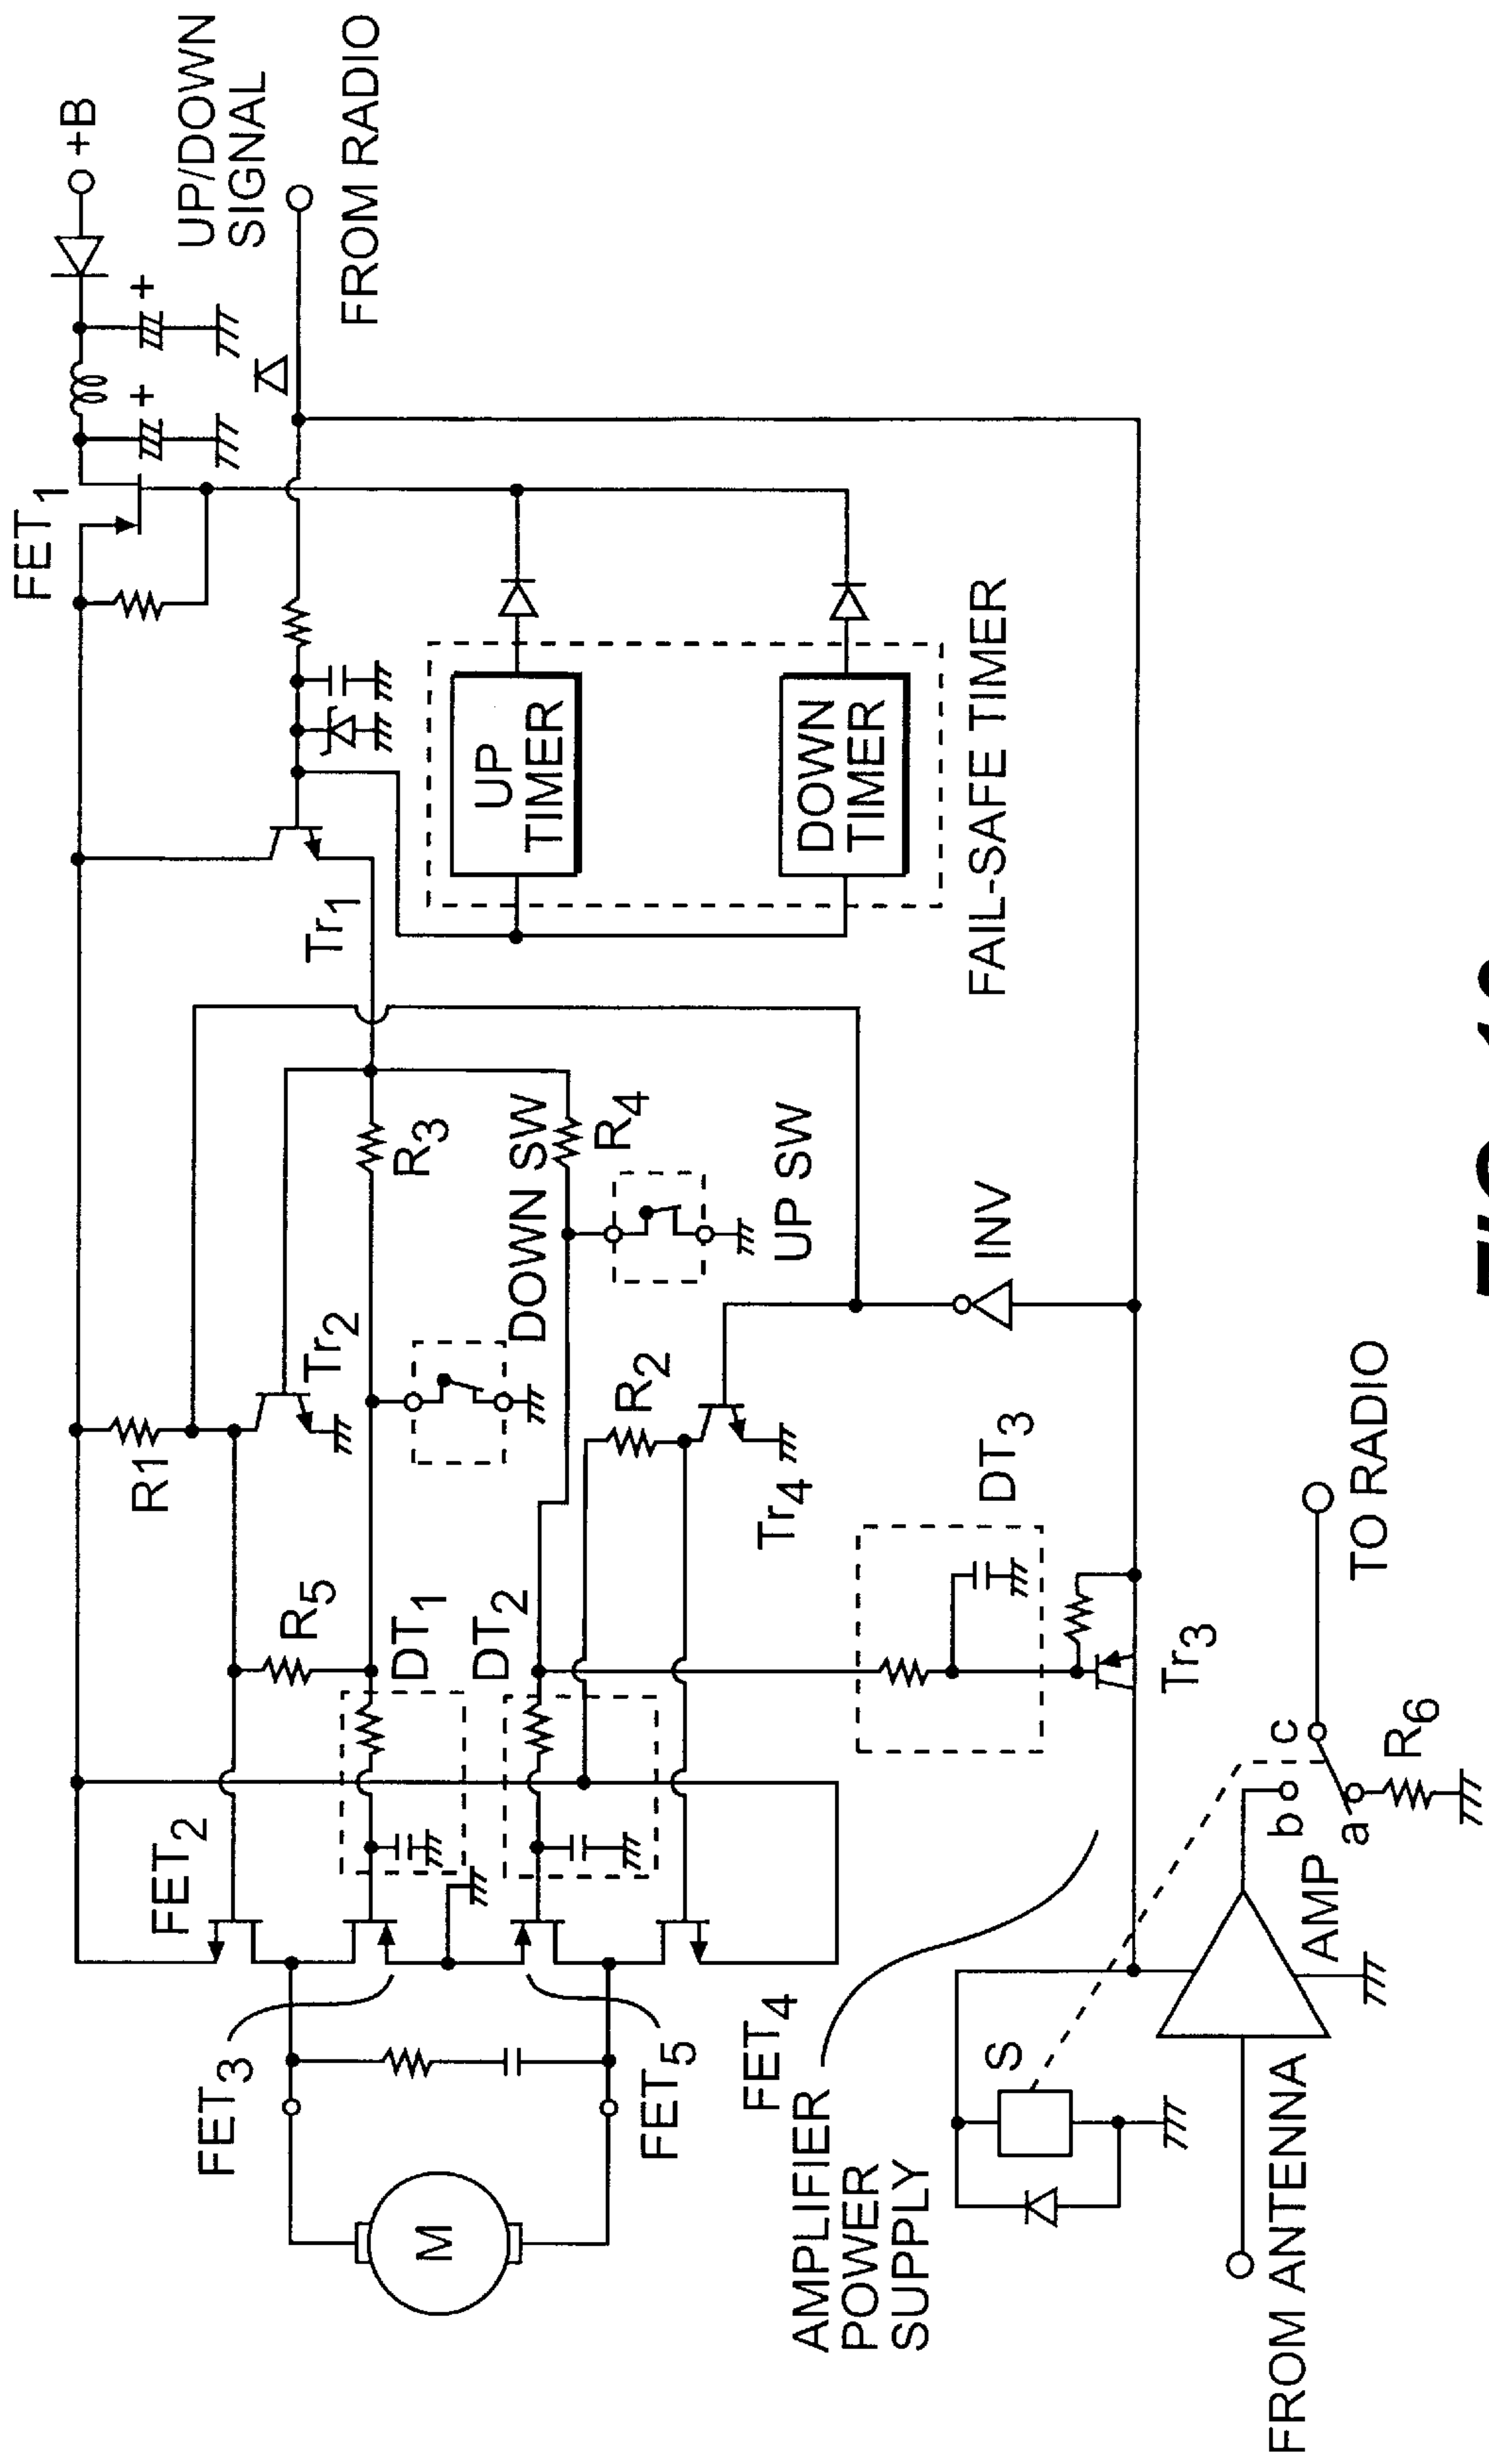 +B
UP/DOWN
SIGNAL
FROM RADIO
+
+
FET1
UP
TIMER
DOWN
TIMER
FAIL-SAFE TIMER
Tr1
R3
DOWN SW
R4
UP SW
INV
Tr2
R1
R2
Tr4
DT3
R5
DT1
DT2
Tr3
TO RADIO
c
b
a
R6
FET2
FET3
FET5
FET4
M
AMPLIFIER
POWER
SUPPLY
S
AMP
FROM ANTENNA